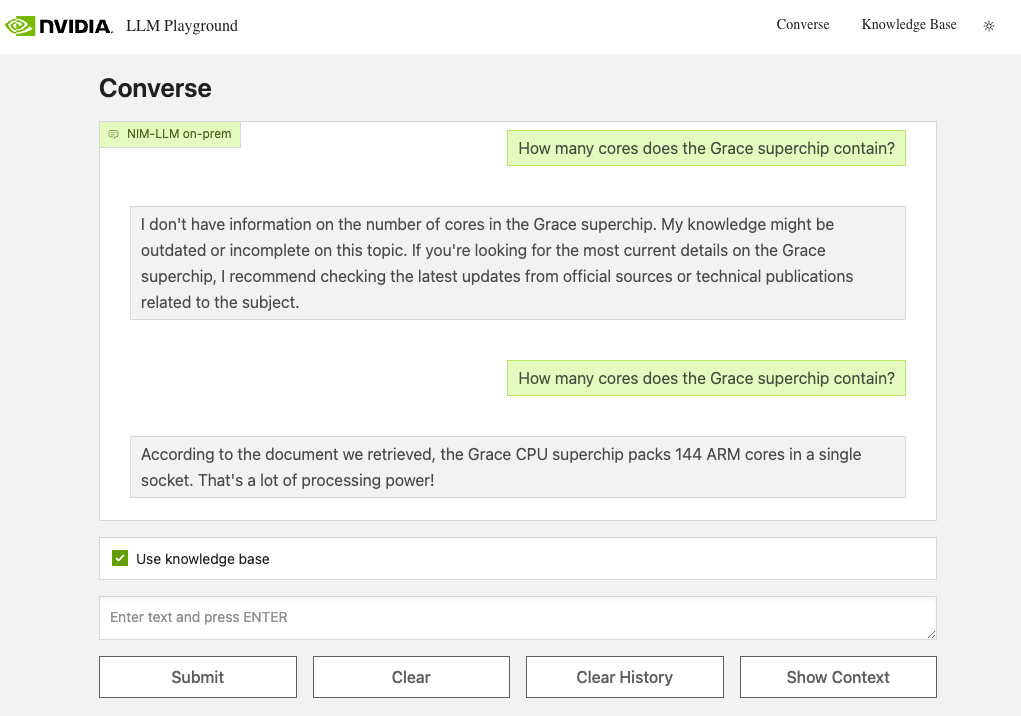 NVIDIA. LLM Playground Converse Knowledge Base
Converse
NIM-LLM on-prem
How many cores does the Grace superchip contain?
I don't have information on the number of cores in the Grace superchip. My knowledge might be
outdated or incomplete on this topic. If you're looking for the most current details on the Grace
superchip, I recommend checking the latest updates from official sources or technical publications
related to the subject.
How many cores does the Grace superchip contain?
According to the document we retrieved, the Grace CPU superchip packs 144 ARM cores in a single
socket. That's a lot of processing power!
Use knowledge base
Enter text and press ENTER
Submit Clear Clear History Show Context